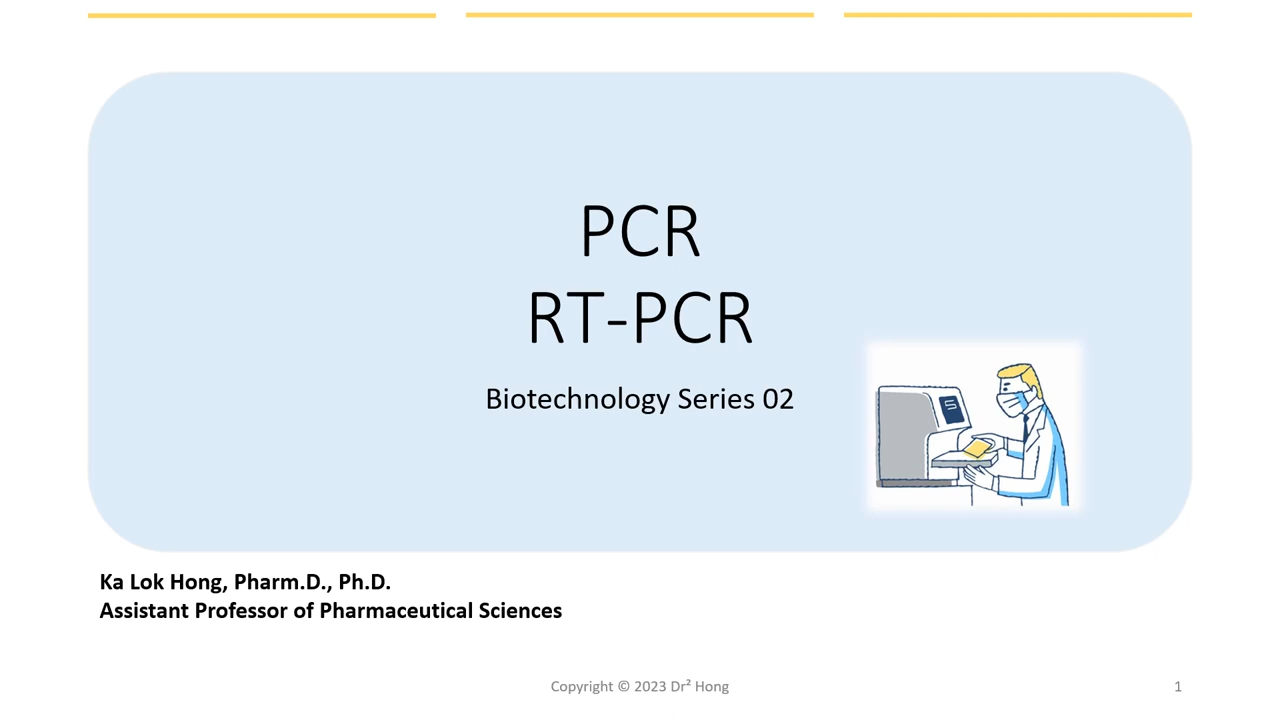 PCR
RT-PCR
Biotechnology Series 02
Ka Lok Hong, Pharm.D., Ph.D.
Assistant Professor of Pharmaceutical Sciences
Copyright © 2023 Dr² Hong
1